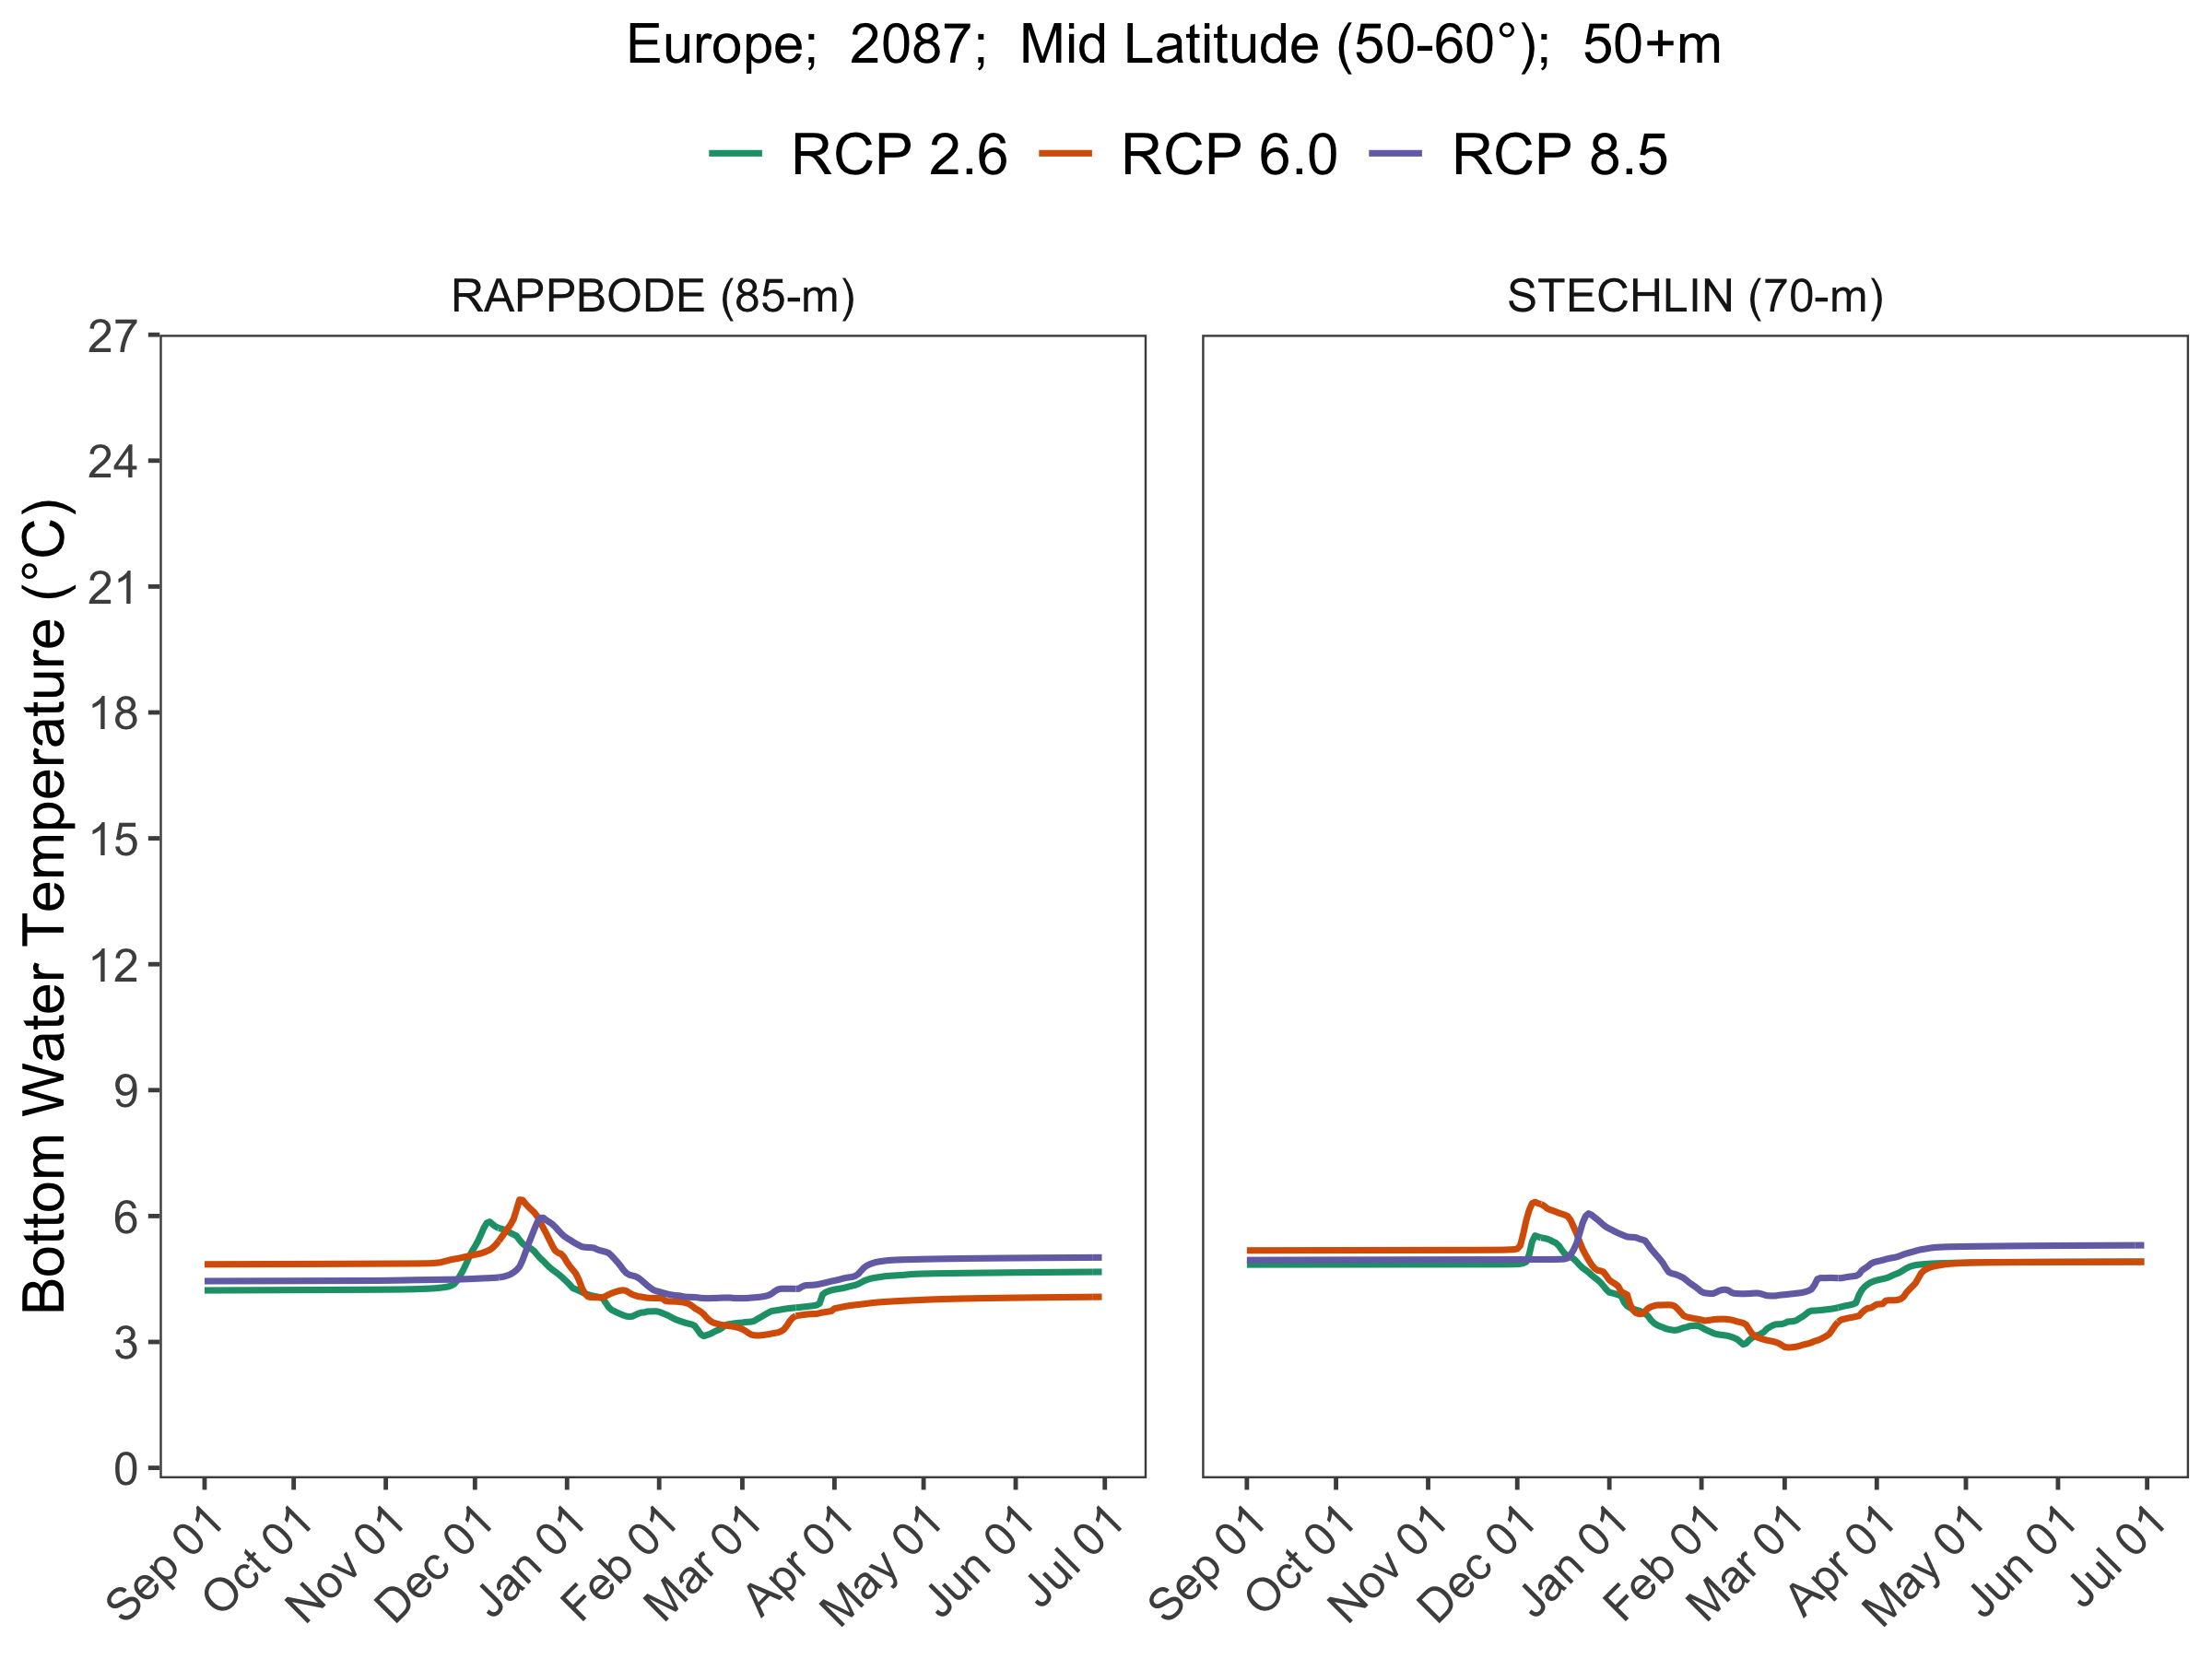 Europe; 2087; Mid Latitude (50-60°); 50+m
RCP 2.6 RCP 6.0 RCP 8.5
RAPPBODE (85-m) STECHLIN (70-m)
Bottom Water Temperature (°C)
27
24
21
18
15
12
9
6
3
0
Sep 01 Oct 01 Nov 01 Dec 01 Jan 01 Feb 01 Mar 01 Apr 01 May 01 Jun 01 Jul 01 Sep 01 Oct 01 Nov 01 Dec 01 Jan 01 Feb 01 Mar 01 Apr 01 May 01 Jun 01 Jul 01